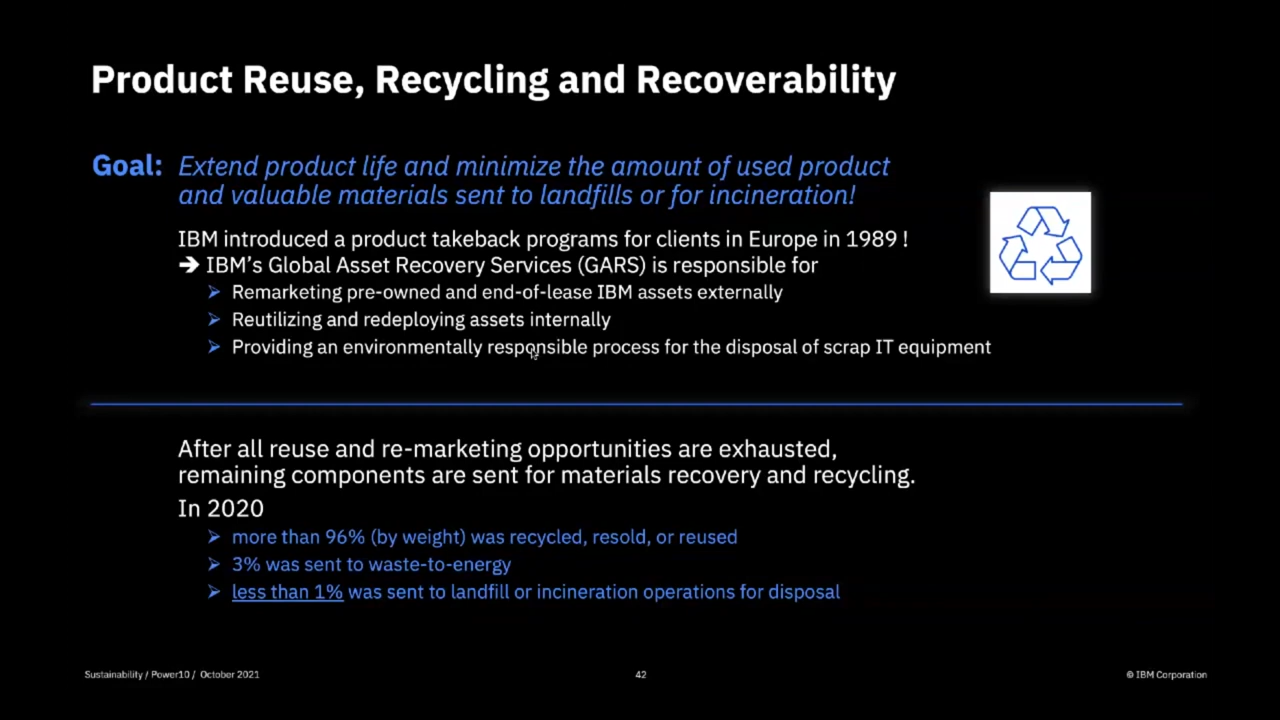 Product Reuse, Recycling and Recoverability
Goal: Extend product life and minimize the amount of used product
and valuable materials sent to landfills or for incineration!
IBM introduced a product takeback programs for clients in Europe in 1989 !
➔ IBM's Global Asset Recovery Services (GARS) is responsible for
➢ Remarketing pre-owned and end-of-lease IBM assets externally
➢ Reutilizing and redeploying assets internally
➢ Providing an environmentally responsible process for the disposal of scrap IT equipment
After all reuse and re-marketing opportunities are exhausted,
remaining components are sent for materials recovery and recycling.
In 2020
➢ more than 96% (by weight) was recycled, resold, or reused
➢ 3% was sent to waste-to-energy
➢ less than 1% was sent to landfill or incineration operations for disposal
Sustainability / Power10 / October 2021
42
© IBM Corporation